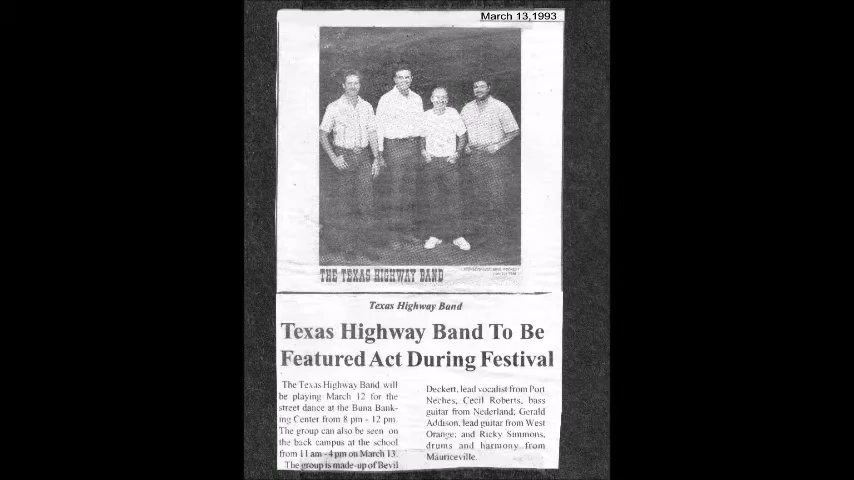 March 13,1993
THE TEXAS HIGHWAY BAND
Texas Highway Band
Texas Highway Band To Be
Featured Act During Festival
The Texas Highway Band will
be playing March 12 for the
street dance at the Buna Bank-
ing Center from 8 pm - 12 pm.
The group can also be seen on
the back campus at the school
from 11 am - 4 pm on March 13.
The group is made-up of Bevil
Deckert, lead vocalist from Port
Neches, Cecil Roberts, bass
guitar from Nederland; Gerald
Addison, lead guitar from West
Orange; and Ricky Simmons,
drums and harmony from
Mauriceville.